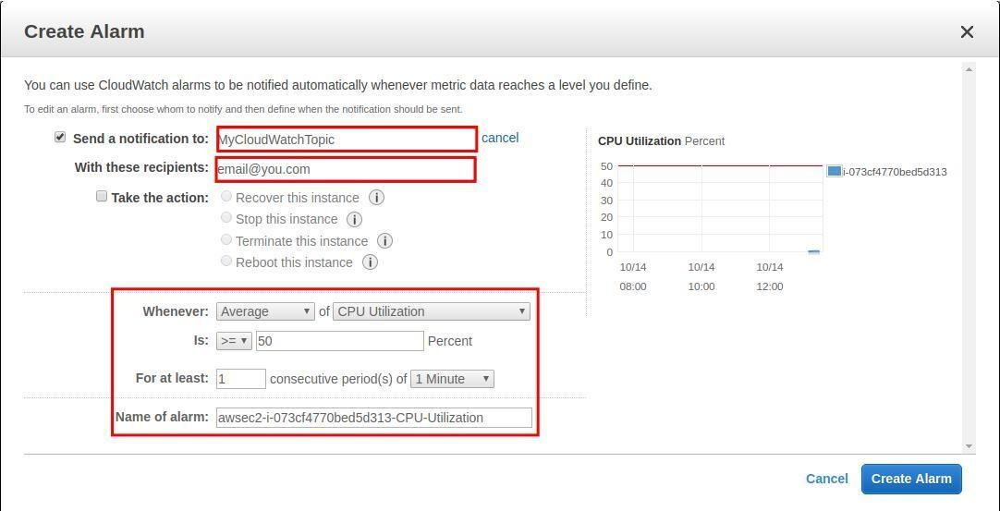 Create Alarm
You can use CloudWatch alarms to be notified automatically whenever metric data reaches a level you define.
To edit an alarm, first choose whom to notify and then define when the notification should be sent.
Send a notification to: MyCloudWatchTopic cancel
With these recipients: email@you.com
Take the action: Recover this instance i
Stop this instance i
Terminate this instance i
Reboot this instance i
Whenever: Average of CPU Utilization
Is: >= 50 Percent
For at least: 1 consecutive period(s) of 1 Minute
Name of alarm: awsec2-i-073cf4770bed5d313-CPU-Utilization
CPU Utilization Percent
50
40
30
20
10
0
10/14 10/14 10/14
08:00 10:00 12:00
i-073cf4770bed5d313
Cancel Create Alarm